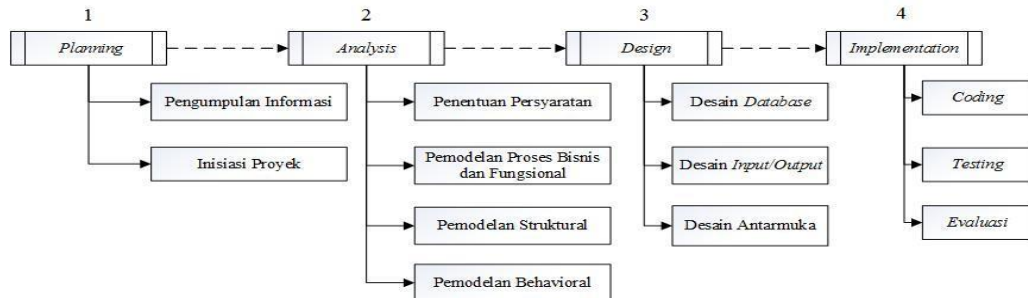 1
2
3
4
Planning
Analysis
Design
Implementation
Pengumpulan Informasi
Inisiasi Proyek
Penentuan Persyaratan
Pemodelan Proses Bisnis
dan Fungsional
Pemodelan Struktural
Pemodelan Behavioral
Desain Database
Desain Input/Output
Desain Antarmuka
Coding
Testing
Evaluasi